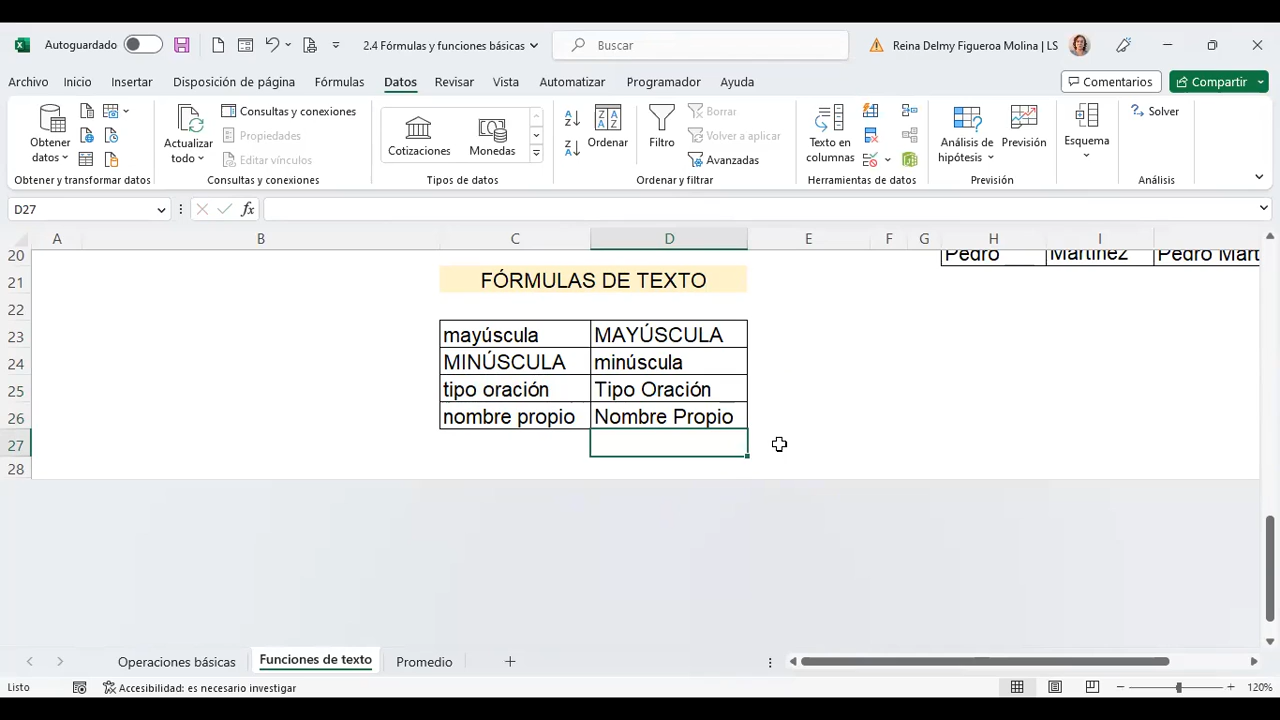 Autoguardado
2.4 Fórmulas y funciones básicas
Buscar
Reina Delmy Figueroa Molina | LS
Archivo Inicio Insertar Disposición de página Fórmulas Datos Revisar Vista Automatizar Programador Ayuda
Comentarios Compartir
Obtener datos
Actualizar todo
Consultas y conexiones
Propiedades
Editar vínculos
Cotizaciones Monedas
Ordenar
Filtro
Borrar
Volver a aplicar
Avanzadas
Texto en columnas
Análisis de hipótesis
Previsión
Esquema
Solver
Obtener y transformar datos Consultas y conexiones Tipos de datos Ordenar y filtrar Herramientas de datos Previsión Análisis
D27
fx
A B C D E F G H I
20 Pedro Martínez Pedro Mart
21 FÓRMULAS DE TEXTO
22
23 mayúscula MAYÚSCULA
24 MINÚSCULA minúscula
25 tipo oración Tipo Oración
26 nombre propio Nombre Propio
27
28
Operaciones básicas Funciones de texto Promedio
Listo Accesibilidad: es necesario investigar 120%